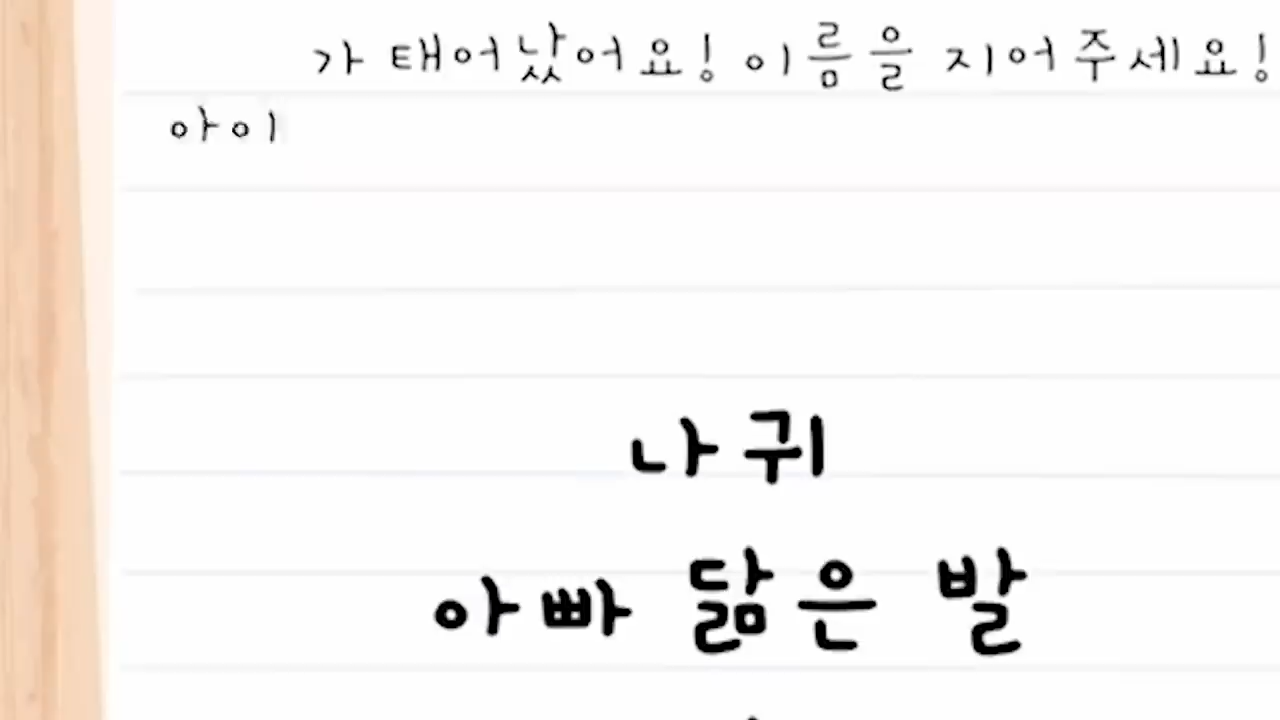 가 태어났어요! 이름을 지어주세요!
아이
나귀
아빠 닮은 발